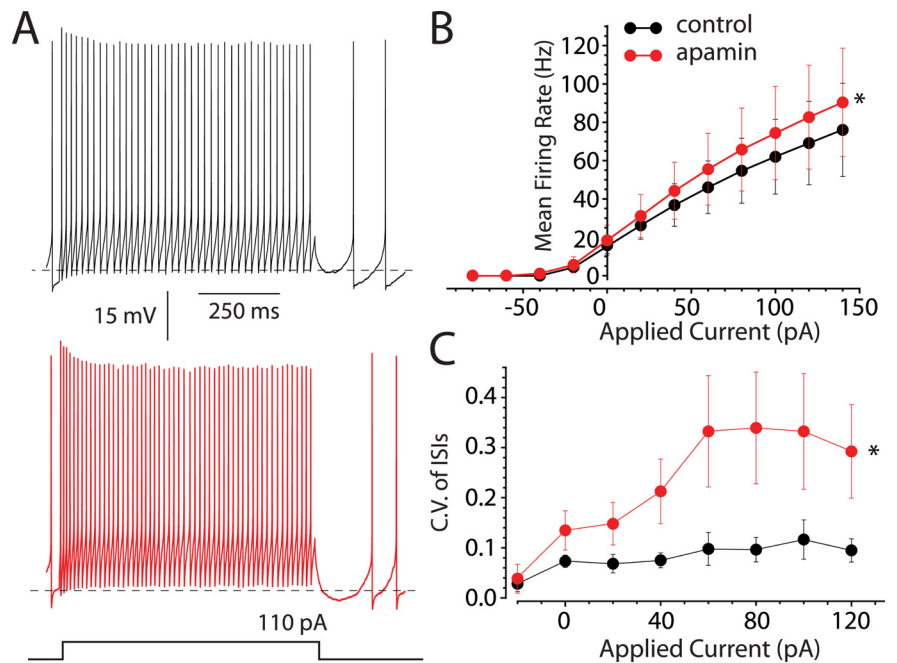 A
15 mV
250 ms
110 pA
B
control
apamin
Mean Firing Rate (Hz)
120
100
80
60
40
20
0
*
-50 0 50 100 150
Applied Current (pA)
C
C.V. of ISIs
0.4
0.3
0.2
0.1
0.0
*
0 40 80 120
Applied Current (pA)